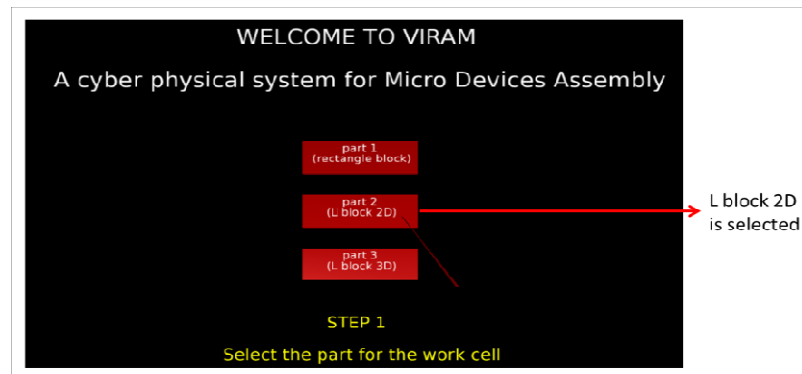 WELCOME TO VIRAM
A cyber physical system for Micro Devices Assembly
part 1
(rectangle block)
part 2
(L block 2D)
L block 2D
is selected
part 3
(L block 3D)
STEP 1
Select the part for the work cell